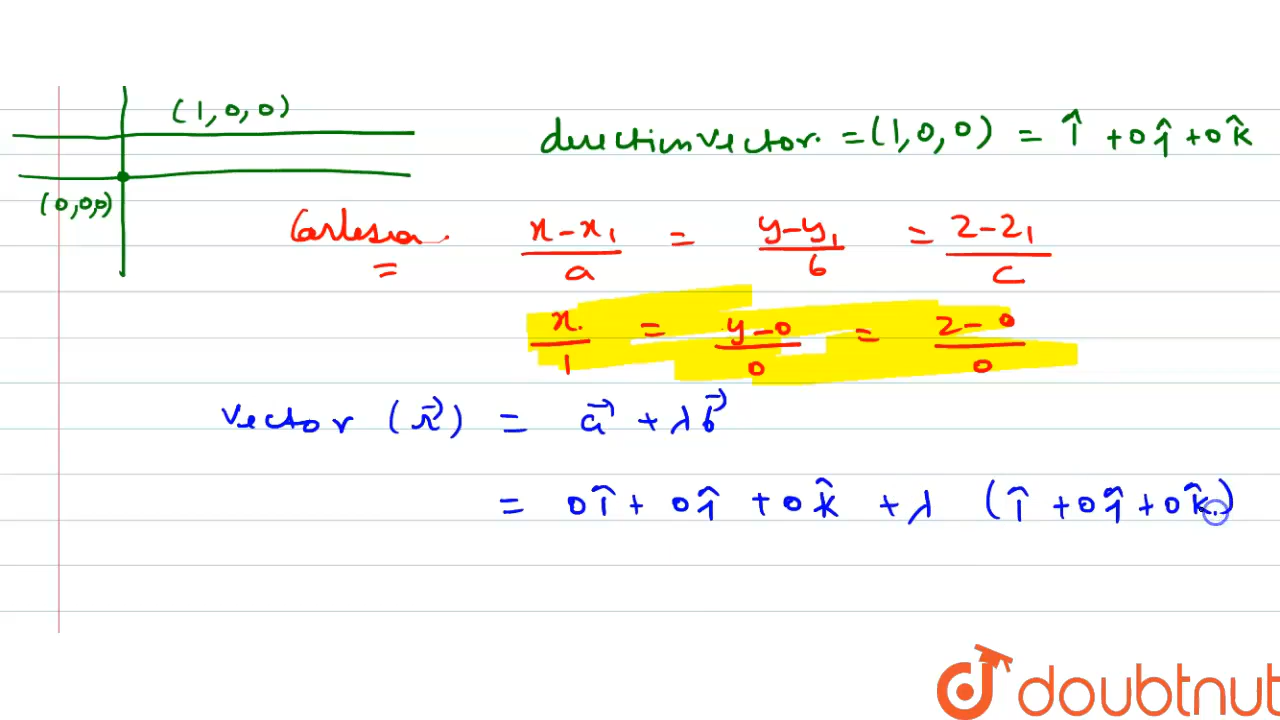 (1, 0, 0)
direction vector. = (1, 0, 0) = î + 0ĵ + 0k̂
(0,0,0)
Cartesian. (x - x₁)/a = (y - y₁)/b = (z - z₁)/c
=
x/1 = (y - 0)/0 = (z - 0)/0
vector (r⃗) = a⃗ + λb⃗
= 0î + 0ĵ + 0k̂ + λ (î + 0ĵ + 0k̂)
doubtnut